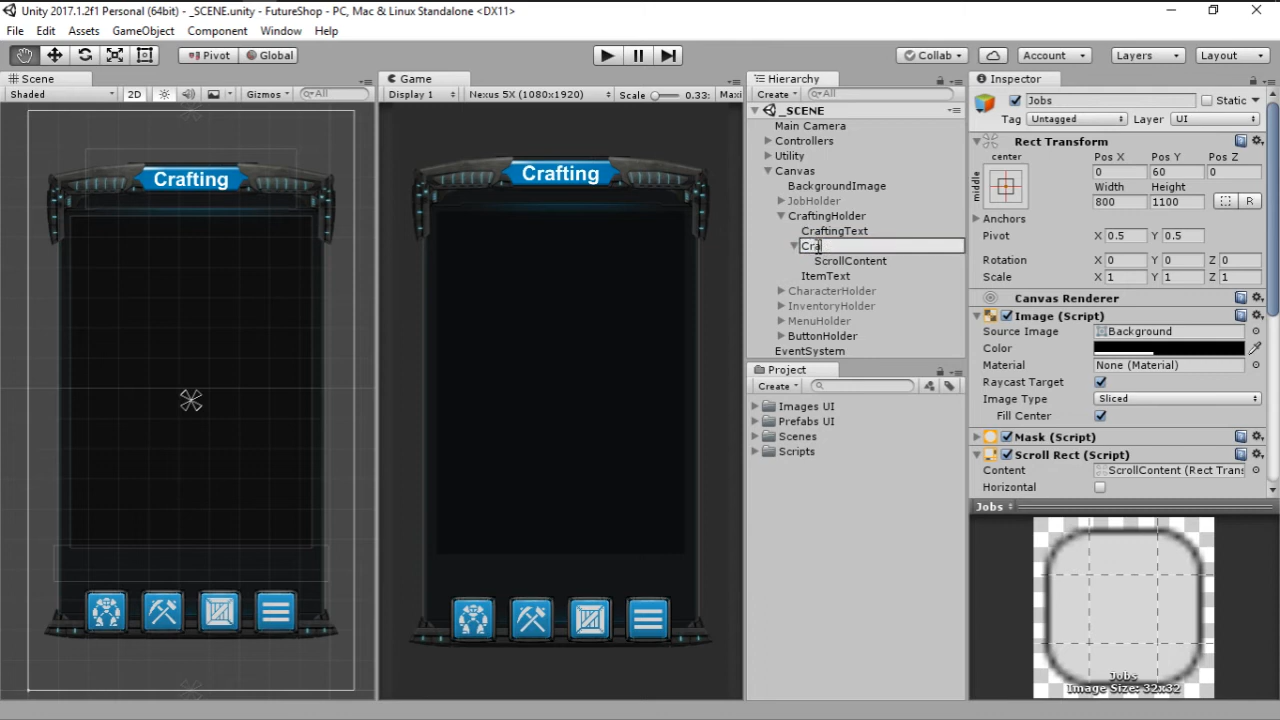 Unity 2017.1.2f1 Personal (64bit) - _SCENE.unity - FutureShop - PC, Mac & Linux Standalone <DX11>
File Edit Assets GameObject Component Window Help
Pivot Global Collab Account Layers Layout
Scene
Shaded 2D Gizmos All
Crafting
Game
Display 1 Nexus 5X (1080x1920) Scale 0.33: Maxi
Crafting
Hierarchy
Create All
_SCENE
Main Camera
Controllers
Utility
Canvas
BackgroundImage
JobHolder
CraftingHolder
CraftingText
Cra
ScrollContent
ItemText
CharacterHolder
InventoryHolder
MenuHolder
ButtonHolder
EventSystem
Project
Create
Images UI
Prefabs UI
Scenes
Scripts
Inspector
Jobs Static
Tag Untagged Layer UI
Rect Transform
center Pos X Pos Y Pos Z
middle 0 60 0
Width Height
800 1100 R
Anchors
Pivot X 0.5 Y 0.5
Rotation X 0 Y 0 Z 0
Scale X 1 Y 1 Z 1
Canvas Renderer
Image (Script)
Source Image Background
Color
Material None (Material)
Raycast Target
Image Type Sliced
Fill Center
Mask (Script)
Scroll Rect (Script)
Content ScrollContent (Rect Trans
Horizontal
Jobs
Jobs
Image Size: 32x32